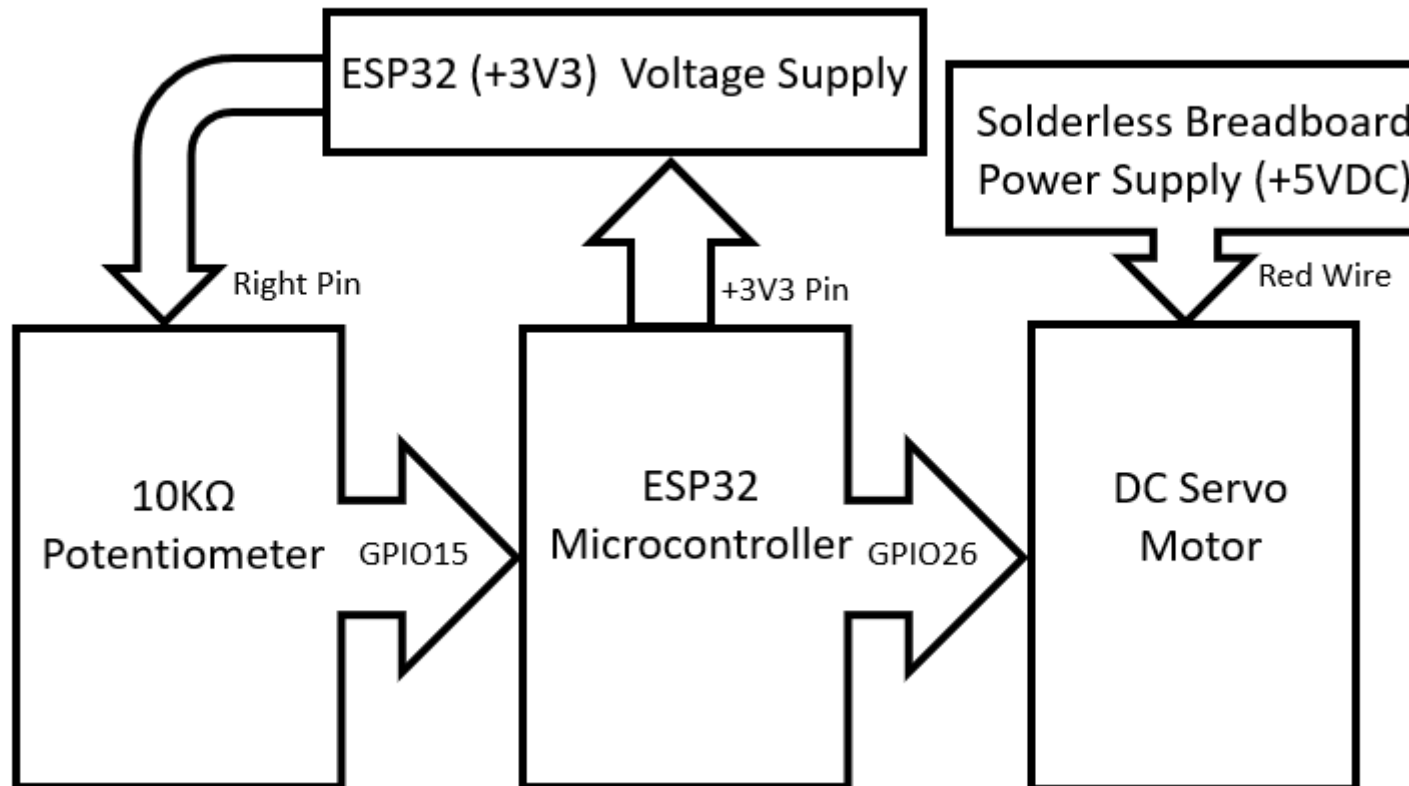 ESP32 (+3V3)  Voltage Supply
Solderless Breadboard
Power Supply (+5VDC)
Right Pin
+3V3 Pin
Red Wire
10KΩ
Potentiometer
GPIO15
ESP32
Microcontroller
GPIO26
DC Servo
Motor